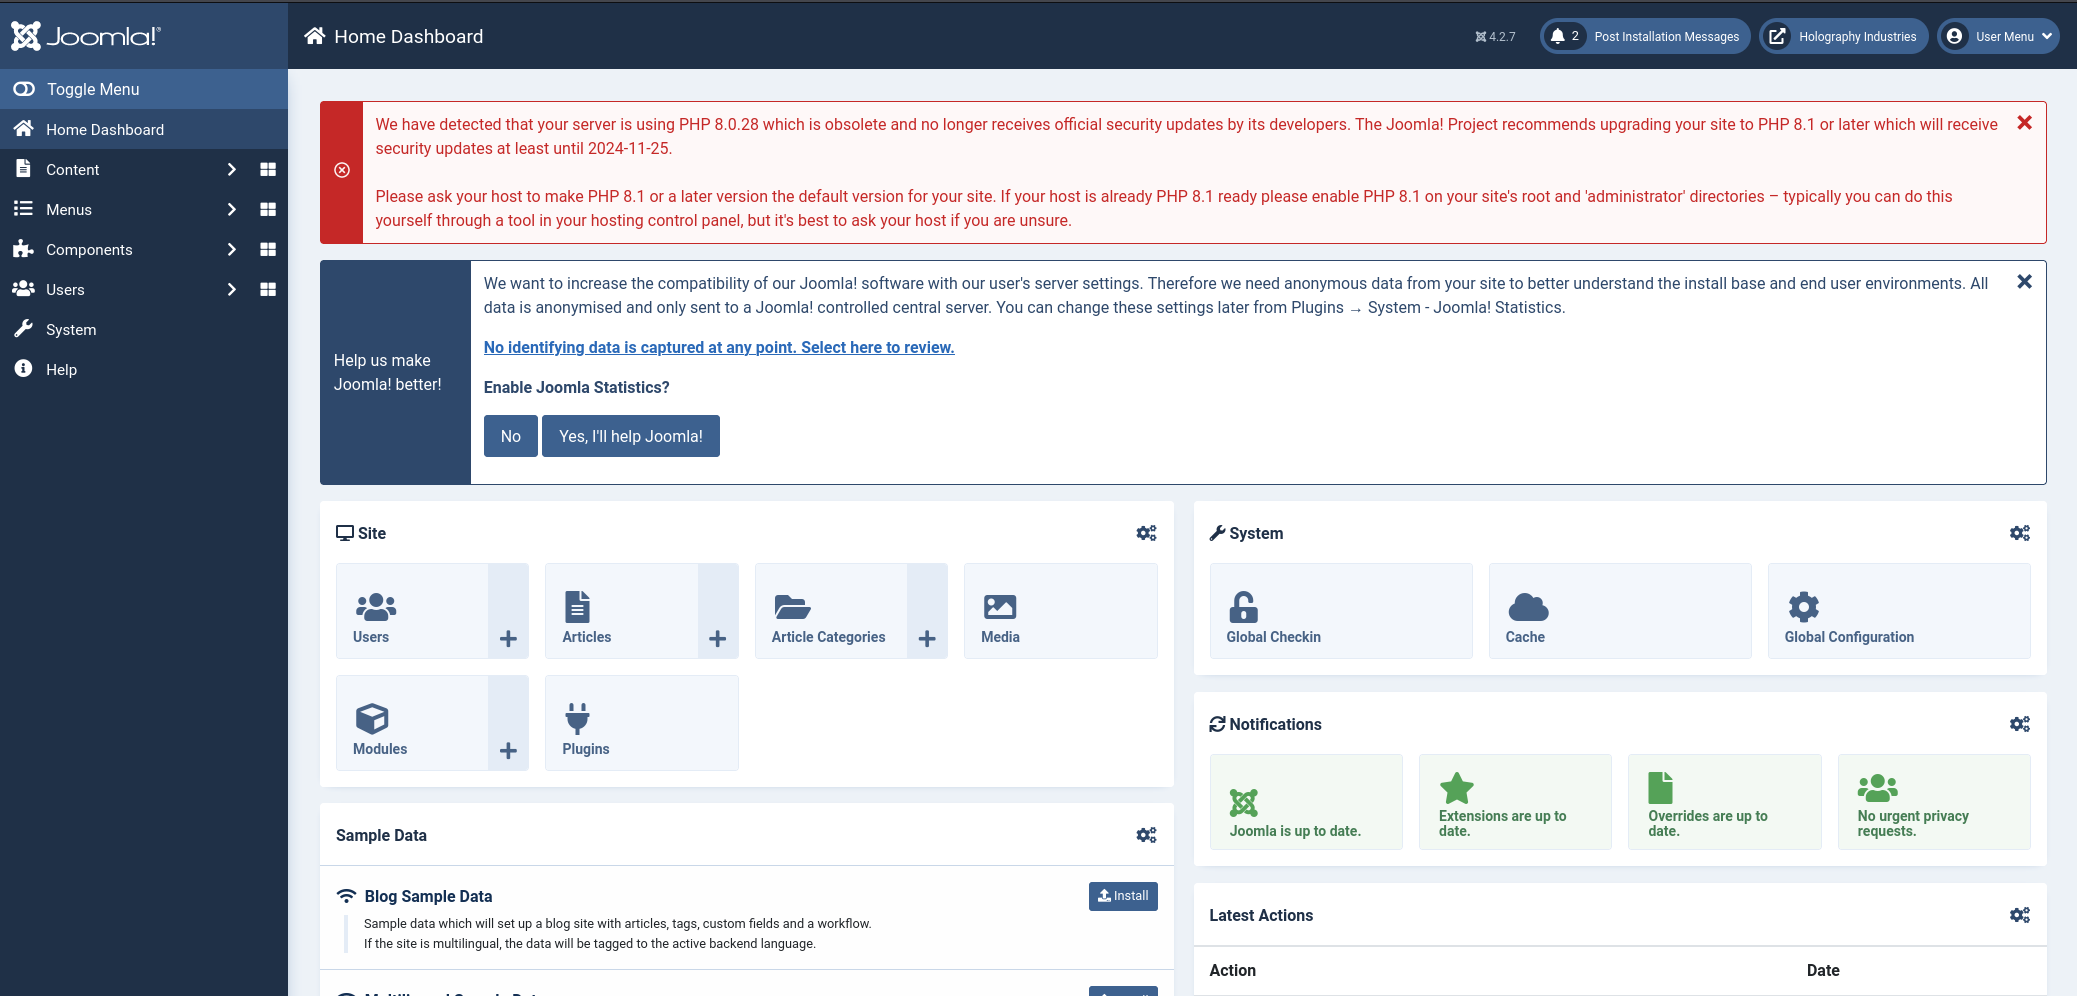 Joomla!
Home Dashboard
4.2.7
2 Post Installation Messages
Holography Industries
User Menu
Toggle Menu
Home Dashboard
Content
Menus
Components
Users
System
Help
We have detected that your server is using PHP 8.0.28 which is obsolete and no longer receives official security updates by its developers. The Joomla! Project recommends upgrading your site to PHP 8.1 or later which will receive
security updates at least until 2024-11-25.
Please ask your host to make PHP 8.1 or a later version the default version for your site. If your host is already PHP 8.1 ready please enable PHP 8.1 on your site's root and 'administrator' directories – typically you can do this
yourself through a tool in your hosting control panel, but it's best to ask your host if you are unsure.
Help us make
Joomla! better!
We want to increase the compatibility of our Joomla! software with our user's server settings. Therefore we need anonymous data from your site to better understand the install base and end user environments. All
data is anonymised and only sent to a Joomla! controlled central server. You can change these settings later from Plugins → System - Joomla! Statistics.
No identifying data is captured at any point. Select here to review.
Enable Joomla Statistics?
No
Yes, I'll help Joomla!
Site
Users
Articles
Article Categories
Media
Modules
Plugins
Sample Data
Blog Sample Data
Install
Sample data which will set up a blog site with articles, tags, custom fields and a workflow.
If the site is multilingual, the data will be tagged to the active backend language.
System
Global Checkin
Cache
Global Configuration
Notifications
Joomla is up to date.
Extensions are up to
date.
Overrides are up to
date.
No urgent privacy
requests.
Latest Actions
Action
Date